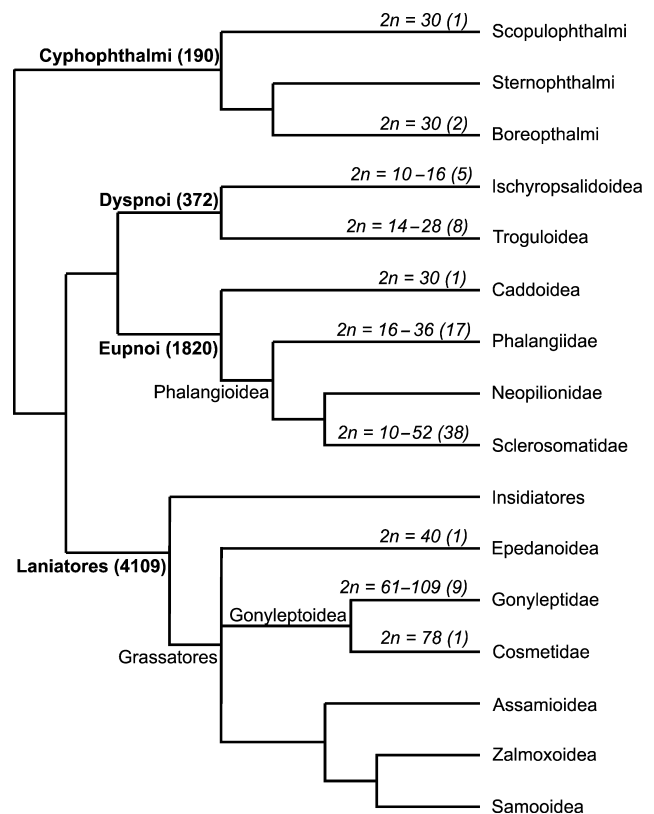 2n = 30 (1)
Scopulophthalmi
Cyphophthalmi (190)
Sternophthalmi
2n = 30 (2)
Boreopthalmi
2n = 10–16 (5)
Ischyropsalidoidea
Dyspnoi (372)
2n = 14–28 (8)
Troguloidea
2n = 30 (1)
Caddoidea
2n = 16–36 (17)
Phalangiidae
Eupnoi (1820)
Phalangioidea
Neopilionidae
2n = 10–52 (38)
Sclerosomatidae
Insidiatores
2n = 40 (1)
Epedanoidea
Laniatores (4109)
2n = 61–109 (9)
Gonyleptidae
Gonyleptoidea
2n = 78 (1)
Cosmetidae
Grassatores
Assamioidea
Zalmoxoidea
Samooidea